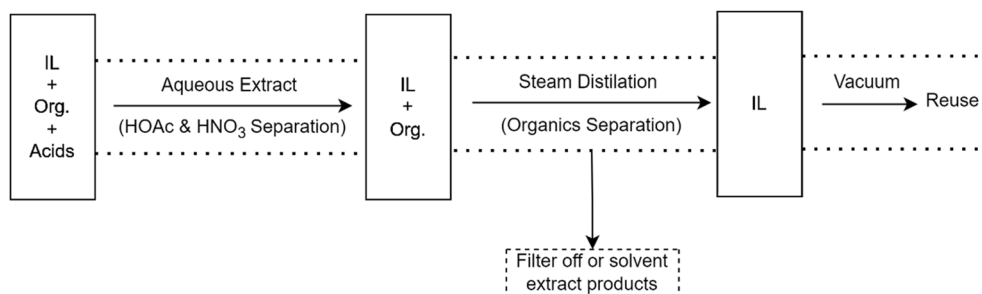 IL
+
Org.
+
Acids
Aqueous Extract
(HOAc & HNO3 Separation)
IL
+
Org.
Steam Distilation
(Organics Separation)
Filter off or solvent
extract products
IL
Vacuum
Reuse